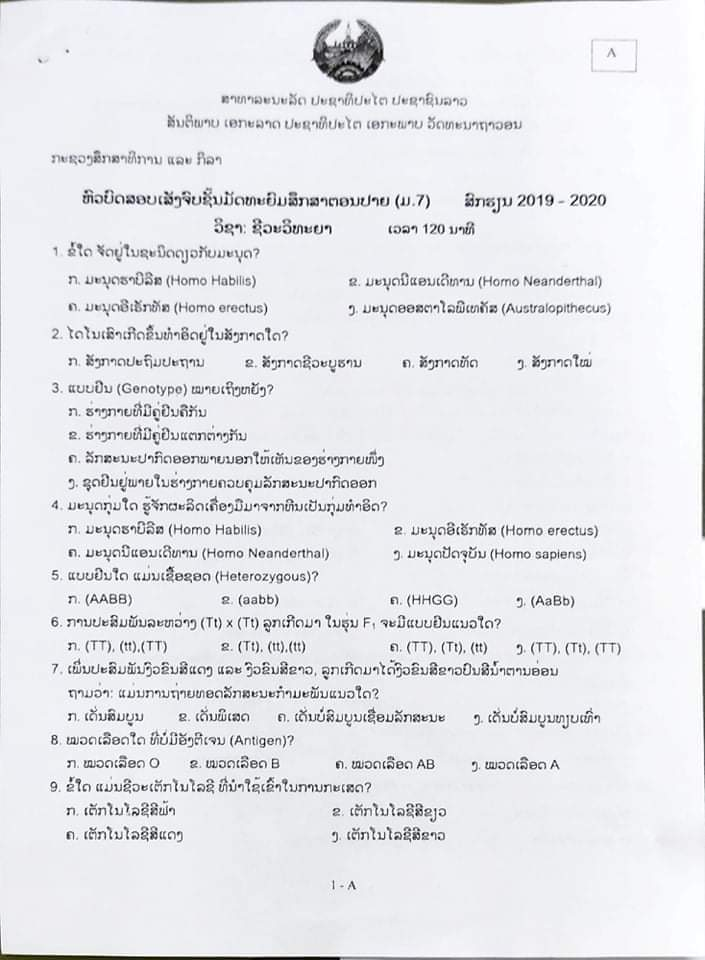 A
ສາທາລະນະລັດ ປະຊາທິປະໄຕ ປະຊາຊົນລາວ
ສັນຕິພາບ ເອກະລາດ ປະຊາທິປະໄຕ ເອກະພາບ ວັດທະນາຖາວອນ
ກະຊວງສຶກສາທິການ ແລະ ກິລາ
ຫົວບົດສອບເສັງຈົບຊັ້ນມັດທະຍົມສຶກສາຕອນປາຍ (ມ.7) ສົກຮຽນ 2019 - 2020
ວິຊາ: ຊີວະວິທະຍາ ເວລາ 120 ນາທີ
1. ຂໍ້ໃດ ຈັດຢູ່ໃນຊະນິດດຽວກັບມະນຸດ?
ກ. ມະນຸດຮາບີລີສ (Homo Habilis) ຂ. ມະນຸດນີແອນເດີທານ (Homo Neanderthal)
ຄ. ມະນຸດອີເຣັກທັສ (Homo erectus) ງ. ມະນຸດອອສຕາໂລພິເທຄັສ (Australopithecus)
2. ໄດໂນເສົາເກີດຂຶ້ນທຳອິດຢູ່ໃນສັງກາດໃດ?
ກ. ສັງກາດປະຖົມປະຖານ ຂ. ສັງກາດຊີວະບູຮານ ຄ. ສັງກາດທັດ ງ. ສັງກາດໃໝ່
3. ແບບຢືນ (Genotype) ໝາຍເຖິງຫຍັງ?
ກ. ຮ່າງກາຍທີ່ມີຄູ່ຢືນຄືກັນ
ຂ. ຮ່າງກາຍທີ່ມີຄູ່ຢືນແຕກຕ່າງກັນ
ຄ. ລັກສະນະປາກົດອອກພາຍນອກໃຫ້ເຫັນຂອງຮ່າງກາຍໜຶ່ງ
ງ. ຊຸດຢືນຢູ່ພາຍໃນຮ່າງກາຍຄວບຄຸມລັກສະນະປາກົດອອກ
4. ມະນຸດກຸ່ມໃດ ຮູ້ຈັກຜະລິດເຄື່ອງມືມາຈາກຫີນເປັນກຸ່ມທຳອິດ?
ກ. ມະນຸດຮາບີລີສ (Homo Habilis) ຂ. ມະນຸດອີເຣັກທັສ (Homo erectus)
ຄ. ມະນຸດນີແອນເດີທານ (Homo Neanderthal) ງ. ມະນຸດປັດຈຸບັນ (Homo sapiens)
5. ແບບຢືນໃດ ແມ່ນເຊື້ອຊອດ (Heterozygous)?
ກ. (AABB) ຂ. (aabb) ຄ. (HHGG) ງ. (AaBb)
6. ການປະສົມພັນລະຫວ່າງ (Tt) x (Tt) ລູກເກີດມາ ໃນຮຸ່ນ F₁ ຈະມີແບບຢືນແນວໃດ?
ກ. (TT), (tt),(TT) ຂ. (Tt), (tt),(tt) ຄ. (TT), (Tt), (tt) ງ. (TT), (Tt), (TT)
7. ເພິ່ນປະສົມພັນງົວຂົນສີແດງ ແລະ ງົວຂົນສີຂາວ, ລູກເກີດມາໄດ້ງົວຂົນສີຂາວປົນສີນ້ຳຕານອ່ອນ
ຖາມວ່າ: ແມ່ນການຖ່າຍທອດລັກສະນະກຳມະພັນແນວໃດ?
ກ. ເດັ່ນສົມບູນ ຂ. ເດັ່ນພິເສດ ຄ. ເດັ່ນບໍ່ສົມບູນເຊື່ອມລັກສະນະ ງ. ເດັ່ນບໍ່ສົມບູນທຽບເທົ່າ
8. ໝວດເລືອດໃດ ທີ່ບໍ່ມີອັງຕີເຈນ (Antigen)?
ກ. ໝວດເລືອດ O ຂ. ໝວດເລືອດ B ຄ. ໝວດເລືອດ AB ງ. ໝວດເລືອດ A
9. ຂໍ້ໃດ ແມ່ນຊີວະເຕັກໂນໂລຊີ ທີ່ນຳໃຊ້ເຂົ້າໃນການກະເສດ?
ກ. ເຕັກໂນໂລຊີສີຟ້າ ຂ. ເຕັກໂນໂລຊີສີຂຽວ
ຄ. ເຕັກໂນໂລຊີສີແດງ ງ. ເຕັກໂນໂລຊີສີຂາວ
1 - A